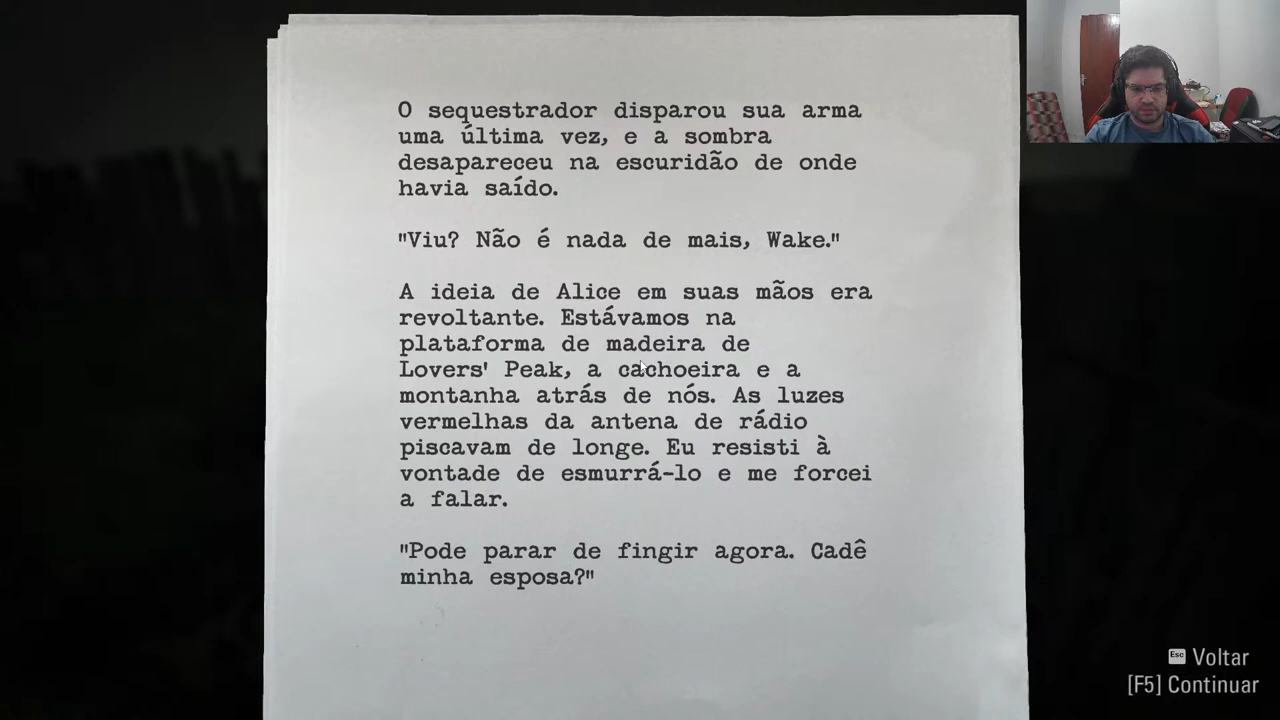 O sequestrador disparou sua arma
uma última vez, e a sombra
desapareceu na escuridão de onde
havia saído.
"Viu? Não é nada de mais, Wake."
A ideia de Alice em suas mãos era
revoltante. Estávamos na
plataforma de madeira de
Lovers' Peak, a cachoeira e a
montanha atrás de nós. As luzes
vermelhas da antena de rádio
piscavam de longe. Eu resisti à
vontade de esmurrá-lo e me forcei
a falar.
"Pode parar de fingir agora. Cadê
minha esposa?"
Esc Voltar
[F5] Continuar